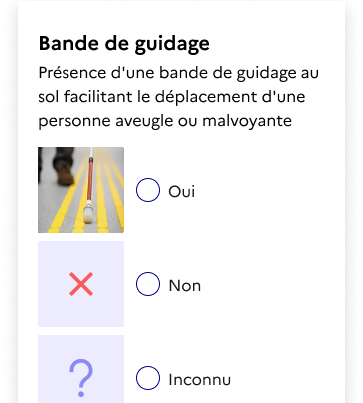 Bande de guidage
Présence d'une bande de guidage au
sol facilitant le déplacement d'une
personne aveugle ou malvoyante
Oui
Non
?
Inconnu